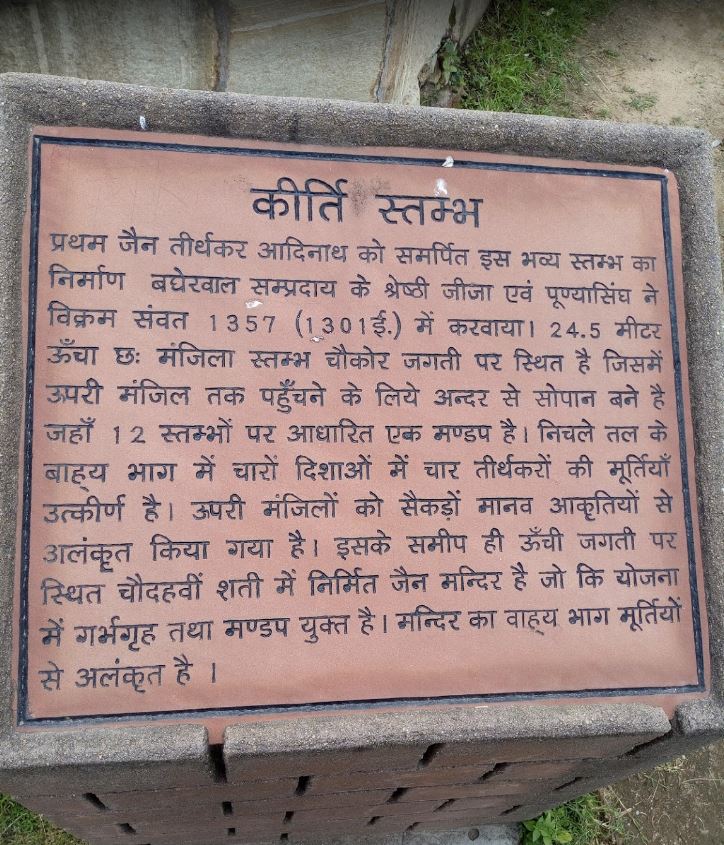 कीर्ति स्तम्भ
प्रथम जैन तीर्थकर आदिनाथ को समर्पित इस भव्य स्तम्भ का
निर्माण बघेरवाल सम्प्रदाय के श्रेष्ठी जीजा एवं पूण्यासिंघ ने
विक्रम संवत 1357 (1301ई.) में करवाया। 24.5 मीटर
ऊँचा छः मंजिला स्तम्भ चौकोर जगती पर स्थित है जिसमें
ऊपरी मंजिल तक पहुँचने के लिये अन्दर से सोपान बने है
जहाँ 12 स्तम्भों पर आधारित एक मण्डप है। निचले तल के
बाह्य भाग में चारों दिशाओं में चार तीर्थकरों की मूर्तियाँ
उत्कीर्ण है। ऊपरी मंजिलों को सैकड़ों मानव आकृतियों से
अलंकृत किया गया है। इसके समीप ही ऊँची जगती पर
स्थित चौदहवीं शती में निर्मित जैन मन्दिर है जो कि योजना
में गर्भगृह तथा मण्डप युक्त है। मन्दिर का वाह्य भाग मूर्तियों
से अलंकृत है ।